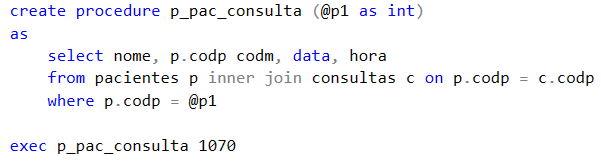 create procedure p_pac_consulta (@p1 as int)
as
    select nome, p.codp codm, data, hora
    from pacientes p inner join consultas c on p.codp = c.codp
    where p.codp = @p1

exec p_pac_consulta 1070